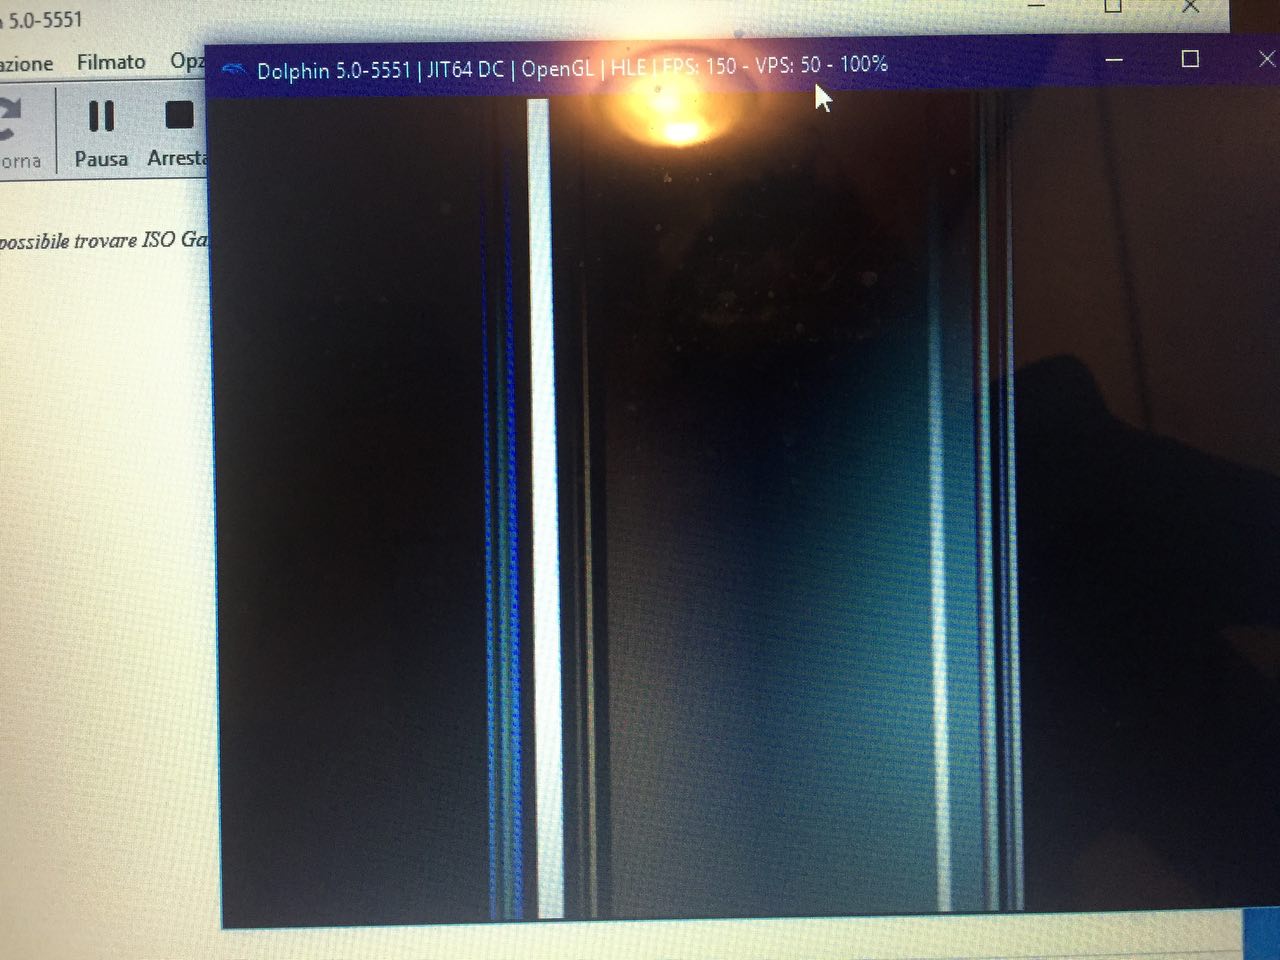 5.0-5551
azione Filmato Opz
Dolphin 5.0-5551 | JIT64 DC | OpenGL | HLE | FPS: 150 - VPS: 50 - 100%
orna Pausa Arresta
possibile trovare ISO Ga